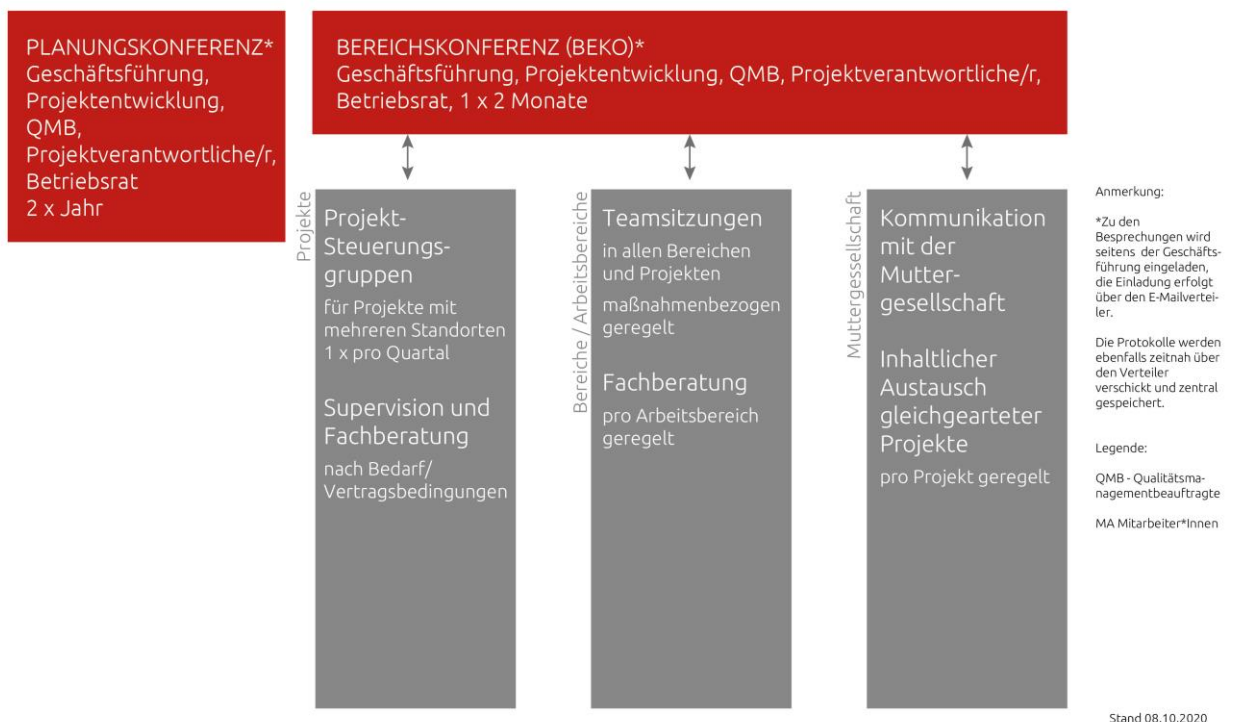 PLANUNGSKONFERENZ*
Geschäftsführung,
Projektentwicklung,
QMB,
Projektverantwortliche/r,
Betriebsrat
2 x Jahr
BEREICHSKONFERENZ (BEKO)*
Geschäftsführung, Projektentwicklung, QMB, Projektverantwortliche/r,
Betriebsrat, 1 x 2 Monate
Projekte
Projekt-
Steuerungs-
gruppen
für Projekte mit
mehreren Standorten
1 x pro Quartal
Supervision und
Fachberatung
nach Bedarf/
Vertragsbedingungen
Bereiche / Arbeitsbereiche
Teamsitzungen
in allen Bereichen
und Projekten
maßnahmenbezogen
geregelt
Fachberatung
pro Arbeitsbereich
geregelt
Muttergessellschaft
Kommunikation
mit der
Mutter-
gesellschaft
Inhaltlicher
Austausch
gleichgearteter
Projekte
pro Projekt geregelt
Anmerkung:
*Zu den
Besprechungen wird
seitens der Geschäfts-
führung eingeladen,
die Einladung erfolgt
über den E-Mailvertei-
ler.
Die Protokolle werden
ebenfalls zeitnah über
den Verteiler
verschickt und zentral
gespeichert.
Legende:
QMB - Qualitätsma-
nagementbeauftragte
MA Mitarbeiter*Innen
Stand 08.10.2020